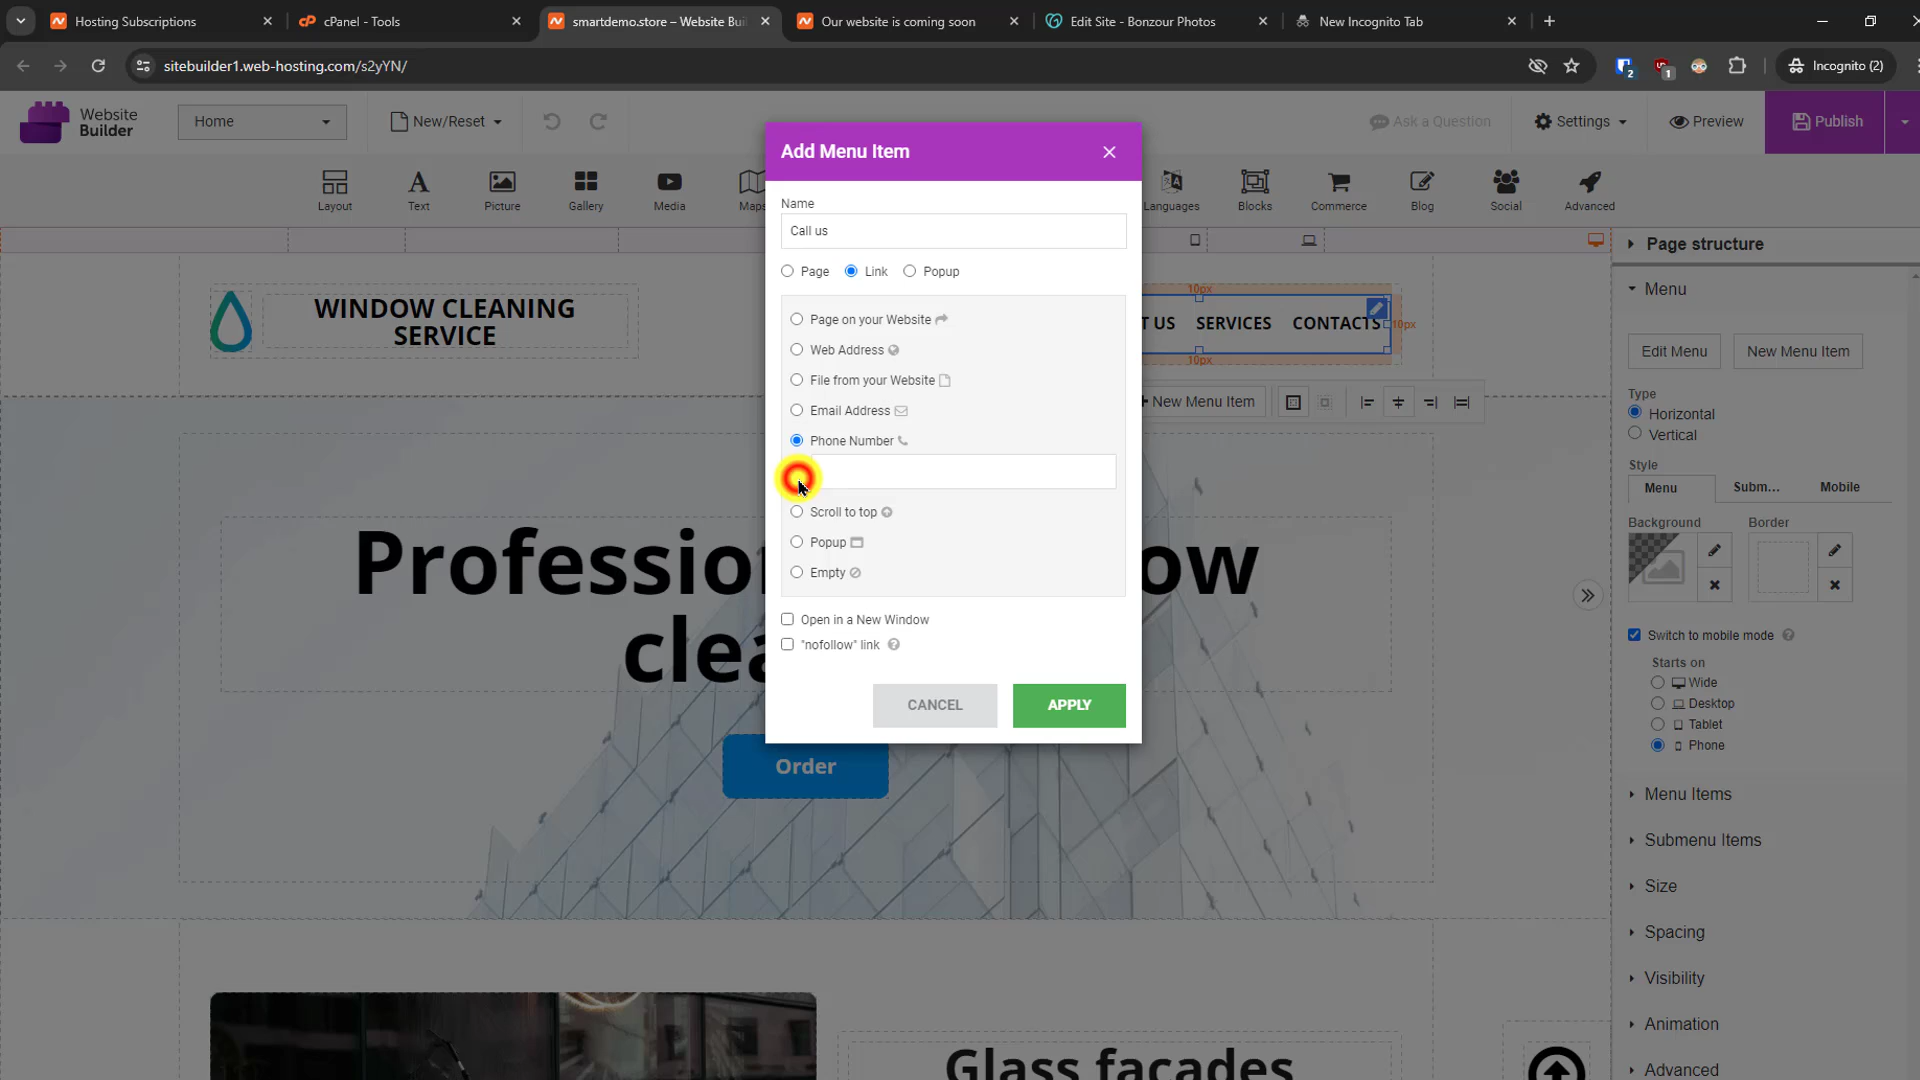 Hosting Subscriptions
cPanel - Tools
smartdemo.store – Website Bui
Our website is coming soon
Edit Site - Bonzour Photos
New Incognito Tab
sitebuilder1.web-hosting.com/s2yYN/
2
1
Incognito (2)
Website
Builder
Home
New/Reset
Ask a Question
Settings
Preview
Publish
Layout
Text
Picture
Gallery
Media
Maps
Languages
Blocks
Commerce
Blog
Social
Advanced
Add Menu Item
Name
Call us
Page
Link
Popup
Page on your Website
Web Address
File from your Website
Email Address
Phone Number
Scroll to top
Popup
Empty
Open in a New Window
"nofollow" link
CANCEL
APPLY
WINDOW CLEANING
SERVICE
10px
T US
SERVICES
CONTACTS
10px
10px
New Menu Item
Professio
ow
clea
Order
Glass facades
Page structure
Menu
Edit Menu
New Menu Item
Type
Horizontal
Vertical
Style
Menu
Subm...
Mobile
Background
Border
Switch to mobile mode
Starts on
Wide
Desktop
Tablet
Phone
Menu Items
Submenu Items
Size
Spacing
Visibility
Animation
Advanced